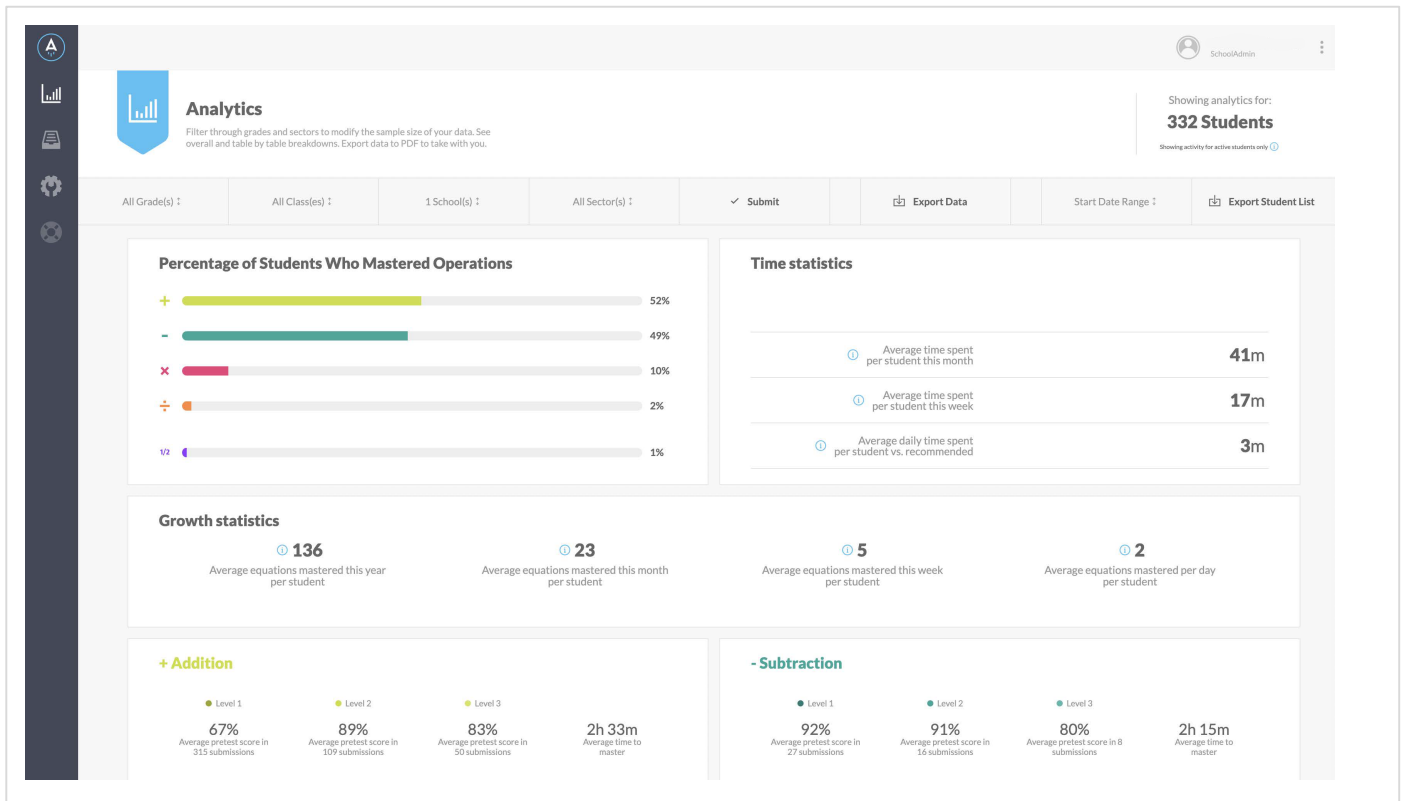 A
SchoolAdmin
Analytics
Filter through grades and sectors to modify the sample size of your data. See
overall and table by table breakdowns. Export data to PDF to take with you.
Showing analytics for:
332 Students
Showing activity for active students only
All Grade(s)
All Class(es)
1 School(s)
All Sector(s)
Submit
Export Data
Start Date Range
Export Student List
Percentage of Students Who Mastered Operations
+ 52%
- 49%
× 10%
÷ 2%
1/2 1%
Time statistics
Average time spent
per student this month
41m
Average time spent
per student this week
17m
Average daily time spent
per student vs. recommended
3m
Growth statistics
136
Average equations mastered this year
per student
23
Average equations mastered this month
per student
5
Average equations mastered this week
per student
2
Average equations mastered per day
per student
+ Addition
Level 1
67%
Average pretest score in
315 submissions
Level 2
89%
Average pretest score in
109 submissions
Level 3
83%
Average pretest score in
50 submissions
2h 33m
Average time to
master
- Subtraction
Level 1
92%
Average pretest score in
27 submissions
Level 2
91%
Average pretest score in
16 submissions
Level 3
80%
Average pretest score in 8
submissions
2h 15m
Average time to
master